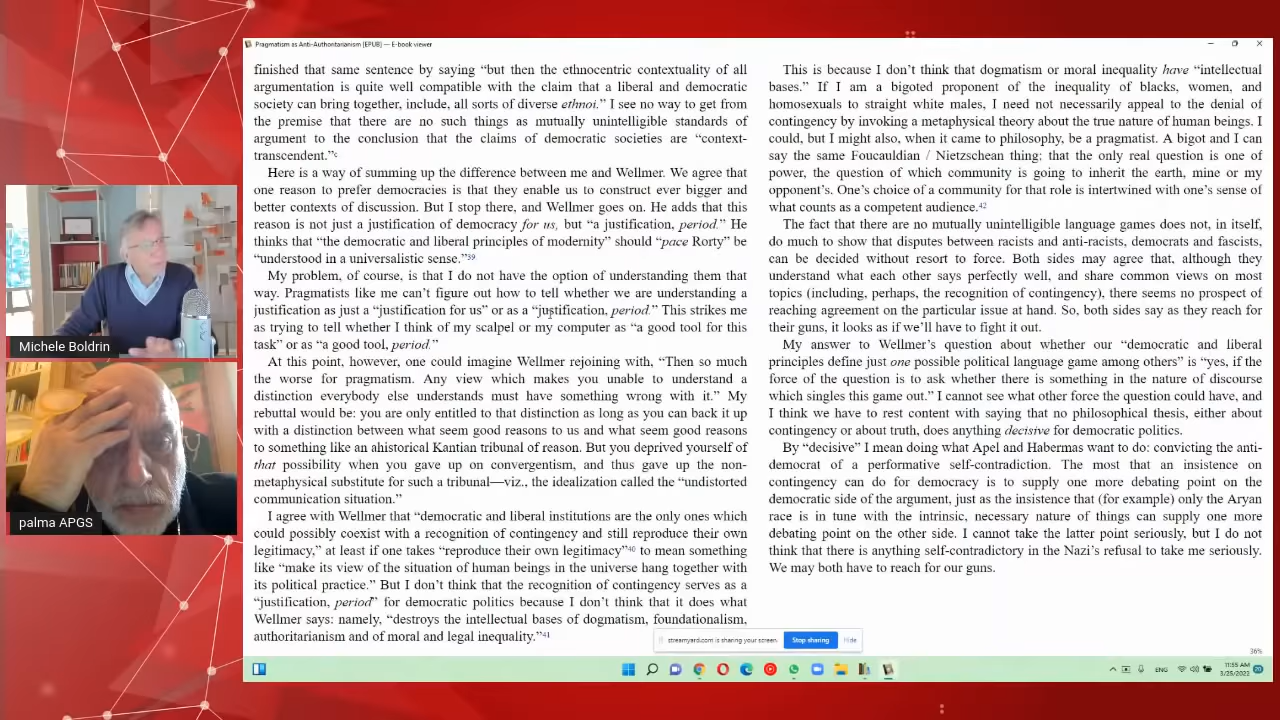 Pragmatism as Anti-Authoritarianism [EPUB] — E-book viewer
finished that same sentence by saying “but then the ethnocentric contextuality of all
argumentation is quite well compatible with the claim that a liberal and democratic
society can bring together, include, all sorts of diverse ethnoi.” I see no way to get from
the premise that there are no such things as mutually unintelligible standards of
argument to the conclusion that the claims of democratic societies are “context-
transcendent.”c
Here is a way of summing up the difference between me and Wellmer. We agree that
one reason to prefer democracies is that they enable us to construct ever bigger and
better contexts of discussion. But I stop there, and Wellmer goes on. He adds that this
reason is not just a justification of democracy for us, but “a justification, period.” He
thinks that “the democratic and liberal principles of modernity” should “pace Rorty” be
“understood in a universalistic sense.”39
My problem, of course, is that I do not have the option of understanding them that
way. Pragmatists like me can’t figure out how to tell whether we are understanding a
justification as just a “justification for us” or as a “justification, period.” This strikes me
as trying to tell whether I think of my scalpel or my computer as “a good tool for this
task” or as “a good tool, period.”
At this point, however, one could imagine Wellmer rejoining with, “Then so much
the worse for pragmatism. Any view which makes you unable to understand a
distinction everybody else understands must have something wrong with it.” My
rebuttal would be: you are only entitled to that distinction as long as you can back it up
with a distinction between what seem good reasons to us and what seem good reasons
to something like an ahistorical Kantian tribunal of reason. But you deprived yourself of
that possibility when you gave up on convergentism, and thus gave up the non-
metaphysical substitute for such a tribunal—viz., the idealization called the “undistorted
communication situation.”
I agree with Wellmer that “democratic and liberal institutions are the only ones which
could possibly coexist with a recognition of contingency and still reproduce their own
legitimacy,” at least if one takes “reproduce their own legitimacy”40 to mean something
like “make its view of the situation of human beings in the universe hang together with
its political practice.” But I don’t think that the recognition of contingency serves as a
“justification, period” for democratic politics because I don’t think that it does what
Wellmer says: namely, “destroys the intellectual bases of dogmatism, foundationalism,
authoritarianism and of moral and legal inequality.”41
This is because I don’t think that dogmatism or moral inequality have “intellectual
bases.” If I am a bigoted proponent of the inequality of blacks, women, and
homosexuals to straight white males, I need not necessarily appeal to the denial of
contingency by invoking a metaphysical theory about the true nature of human beings. I
could, but I might also, when it came to philosophy, be a pragmatist. A bigot and I can
say the same Foucauldian / Nietzschean thing: that the only real question is one of
power, the question of which community is going to inherit the earth, mine or my
opponent’s. One’s choice of a community for that role is intertwined with one’s sense of
what counts as a competent audience.42
The fact that there are no mutually unintelligible language games does not, in itself,
do much to show that disputes between racists and anti-racists, democrats and fascists,
can be decided without resort to force. Both sides may agree that, although they
understand what each other says perfectly well, and share common views on most
topics (including, perhaps, the recognition of contingency), there seems no prospect of
reaching agreement on the particular issue at hand. So, both sides say as they reach for
their guns, it looks as if we’ll have to fight it out.
My answer to Wellmer’s question about whether our “democratic and liberal
principles define just one possible political language game among others” is “yes, if the
force of the question is to ask whether there is something in the nature of discourse
which singles this game out.” I cannot see what other force the question could have, and
I think we have to rest content with saying that no philosophical thesis, either about
contingency or about truth, does anything decisive for democratic politics.
By “decisive” I mean doing what Apel and Habermas want to do: convicting the anti-
democrat of a performative self-contradiction. The most that an insistence on
contingency can do for democracy is to supply one more debating point on the
democratic side of the argument, just as the insistence that (for example) only the Aryan
race is in tune with the intrinsic, necessary nature of things can supply one more
debating point on the other side. I cannot take the latter point seriously, but I do not
think that there is anything self-contradictory in the Nazi’s refusal to take me seriously.
We may both have to reach for our guns.
Michele Boldrin
palma APGS
streamyard.com is sharing your screen.
Stop sharing
Hide
36%
ENG
11:55 AM
3/25/2022